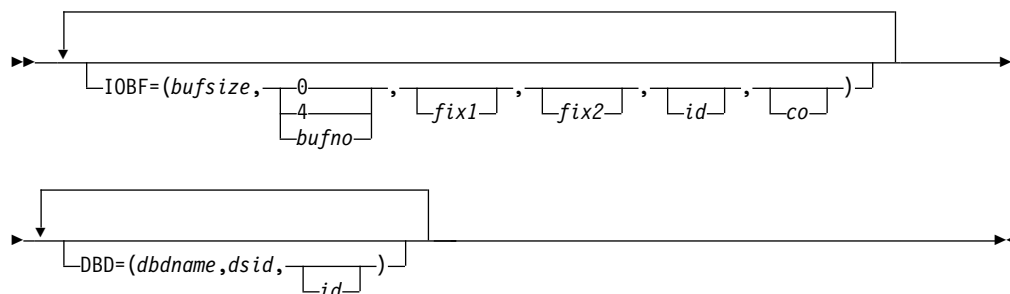 IOBF=(bufsize, 0 , fix1 , fix2 , id , co )
4
bufno
DBD=(dbdname,dsid, id )